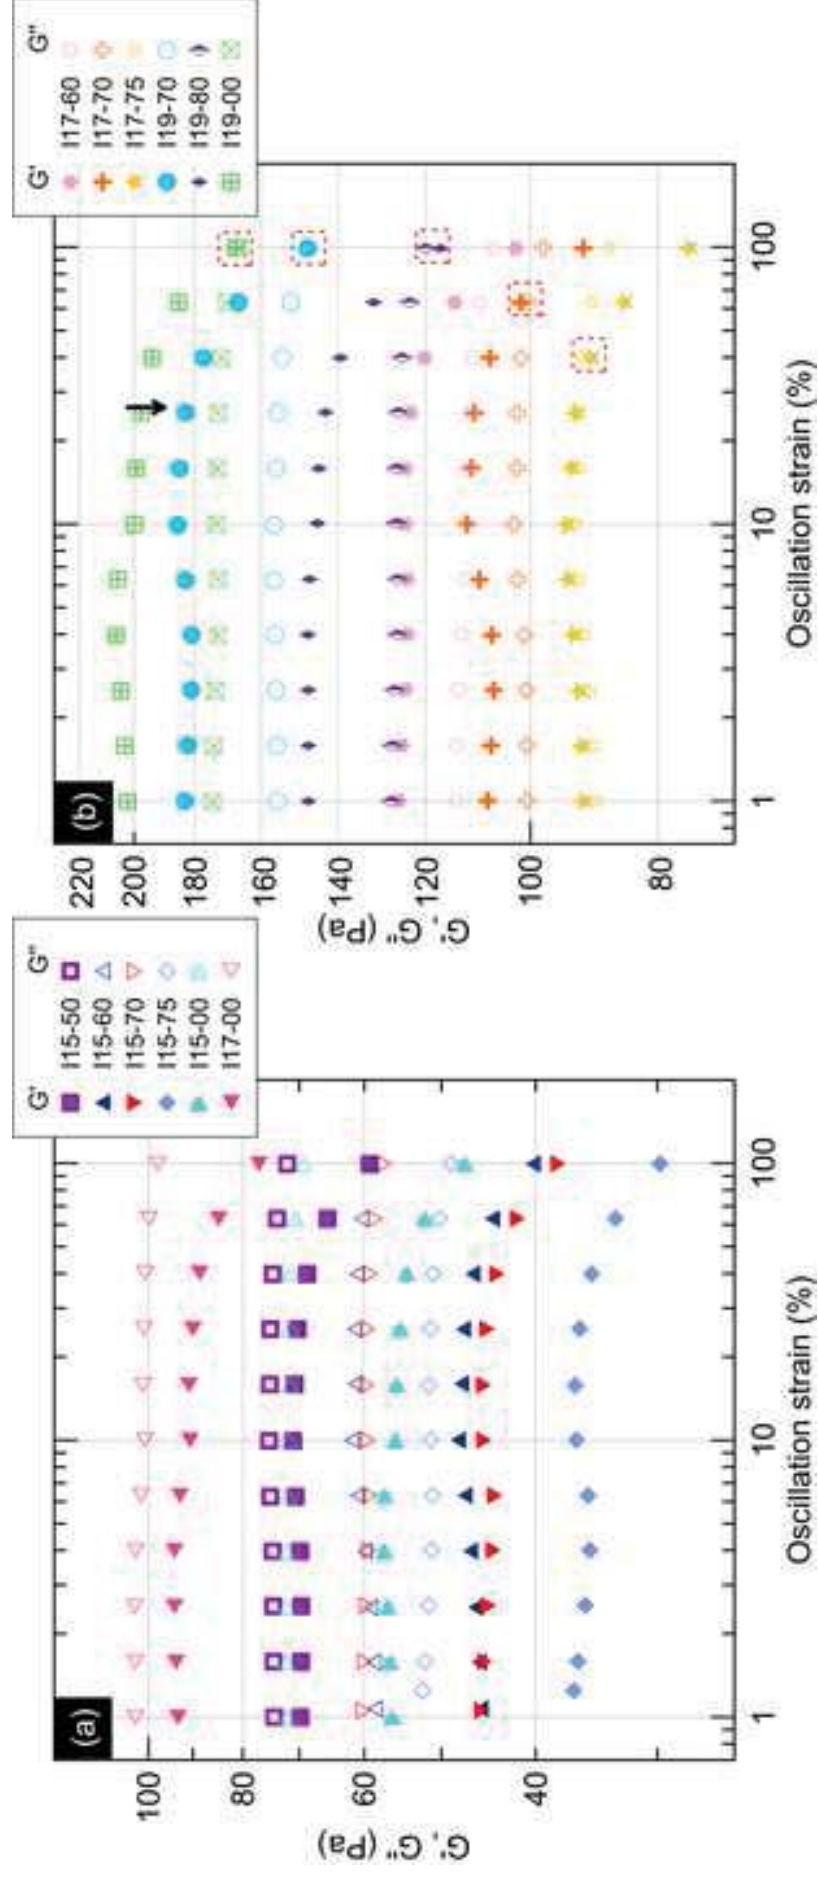 (a)
G' G''
I15-50
I15-60
I15-70
I15-75
I15-00
I17-00
100
80
60
40
G', G'' (Pa)
1 10 100
Oscillation strain (%)
(b)
G' G''
I17-60
I17-70
I17-75
I19-70
I19-80
I19-00
220
200
180
160
140
120
100
80
G', G'' (Pa)
1 10 100
Oscillation strain (%)